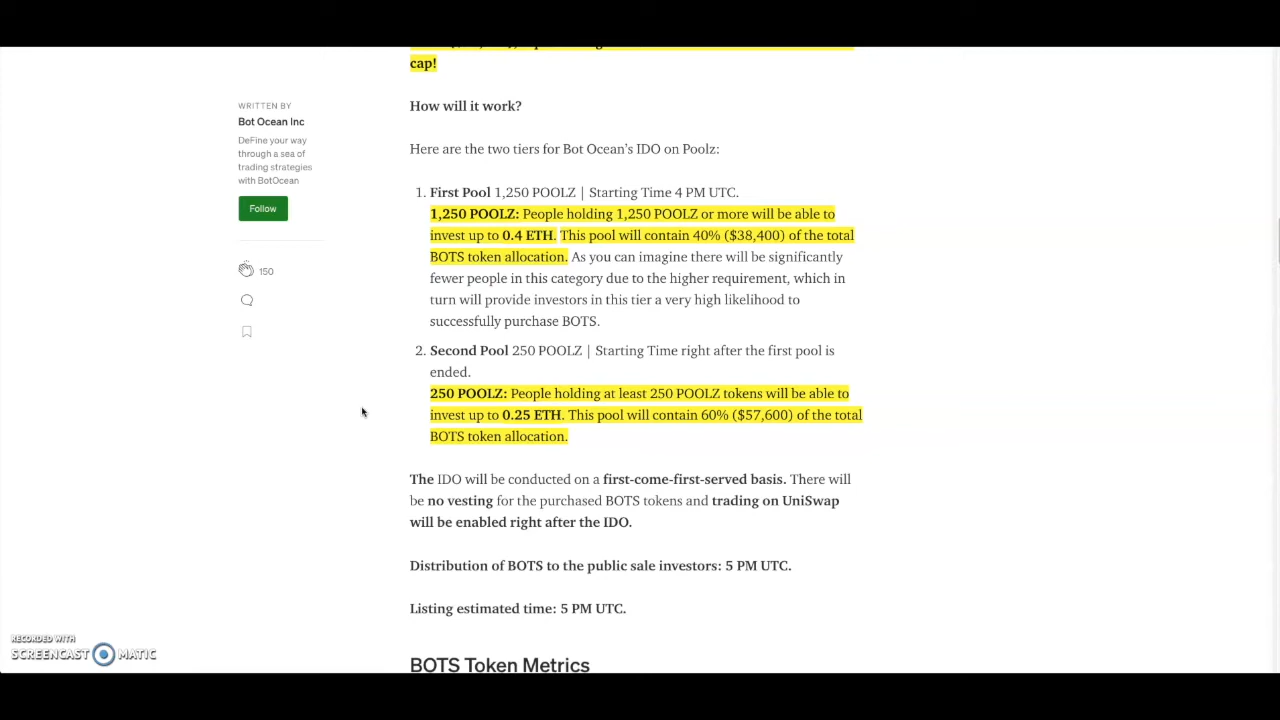 cap!
How will it work?
WRITTEN BY
Bot Ocean Inc
DeFine your way
through a sea of
trading strategies
with BotOcean
Follow
150
Here are the two tiers for Bot Ocean's IDO on Poolz:
1. First Pool 1,250 POOLZ | Starting Time 4 PM UTC.
1,250 POOLZ: People holding 1,250 POOLZ or more will be able to
invest up to 0.4 ETH. This pool will contain 40% ($38,400) of the total
BOTS token allocation. As you can imagine there will be significantly
fewer people in this category due to the higher requirement, which in
turn will provide investors in this tier a very high likelihood to
successfully purchase BOTS.
2. Second Pool 250 POOLZ | Starting Time right after the first pool is
ended.
250 POOLZ: People holding at least 250 POOLZ tokens will be able to
invest up to 0.25 ETH. This pool will contain 60% ($57,600) of the total
BOTS token allocation.
The IDO will be conducted on a first-come-first-served basis. There will
be no vesting for the purchased BOTS tokens and trading on UniSwap
will be enabled right after the IDO.
Distribution of BOTS to the public sale investors: 5 PM UTC.
Listing estimated time: 5 PM UTC.
BOTS Token Metrics
RECORDED WITH
SCREENCAST MATIC